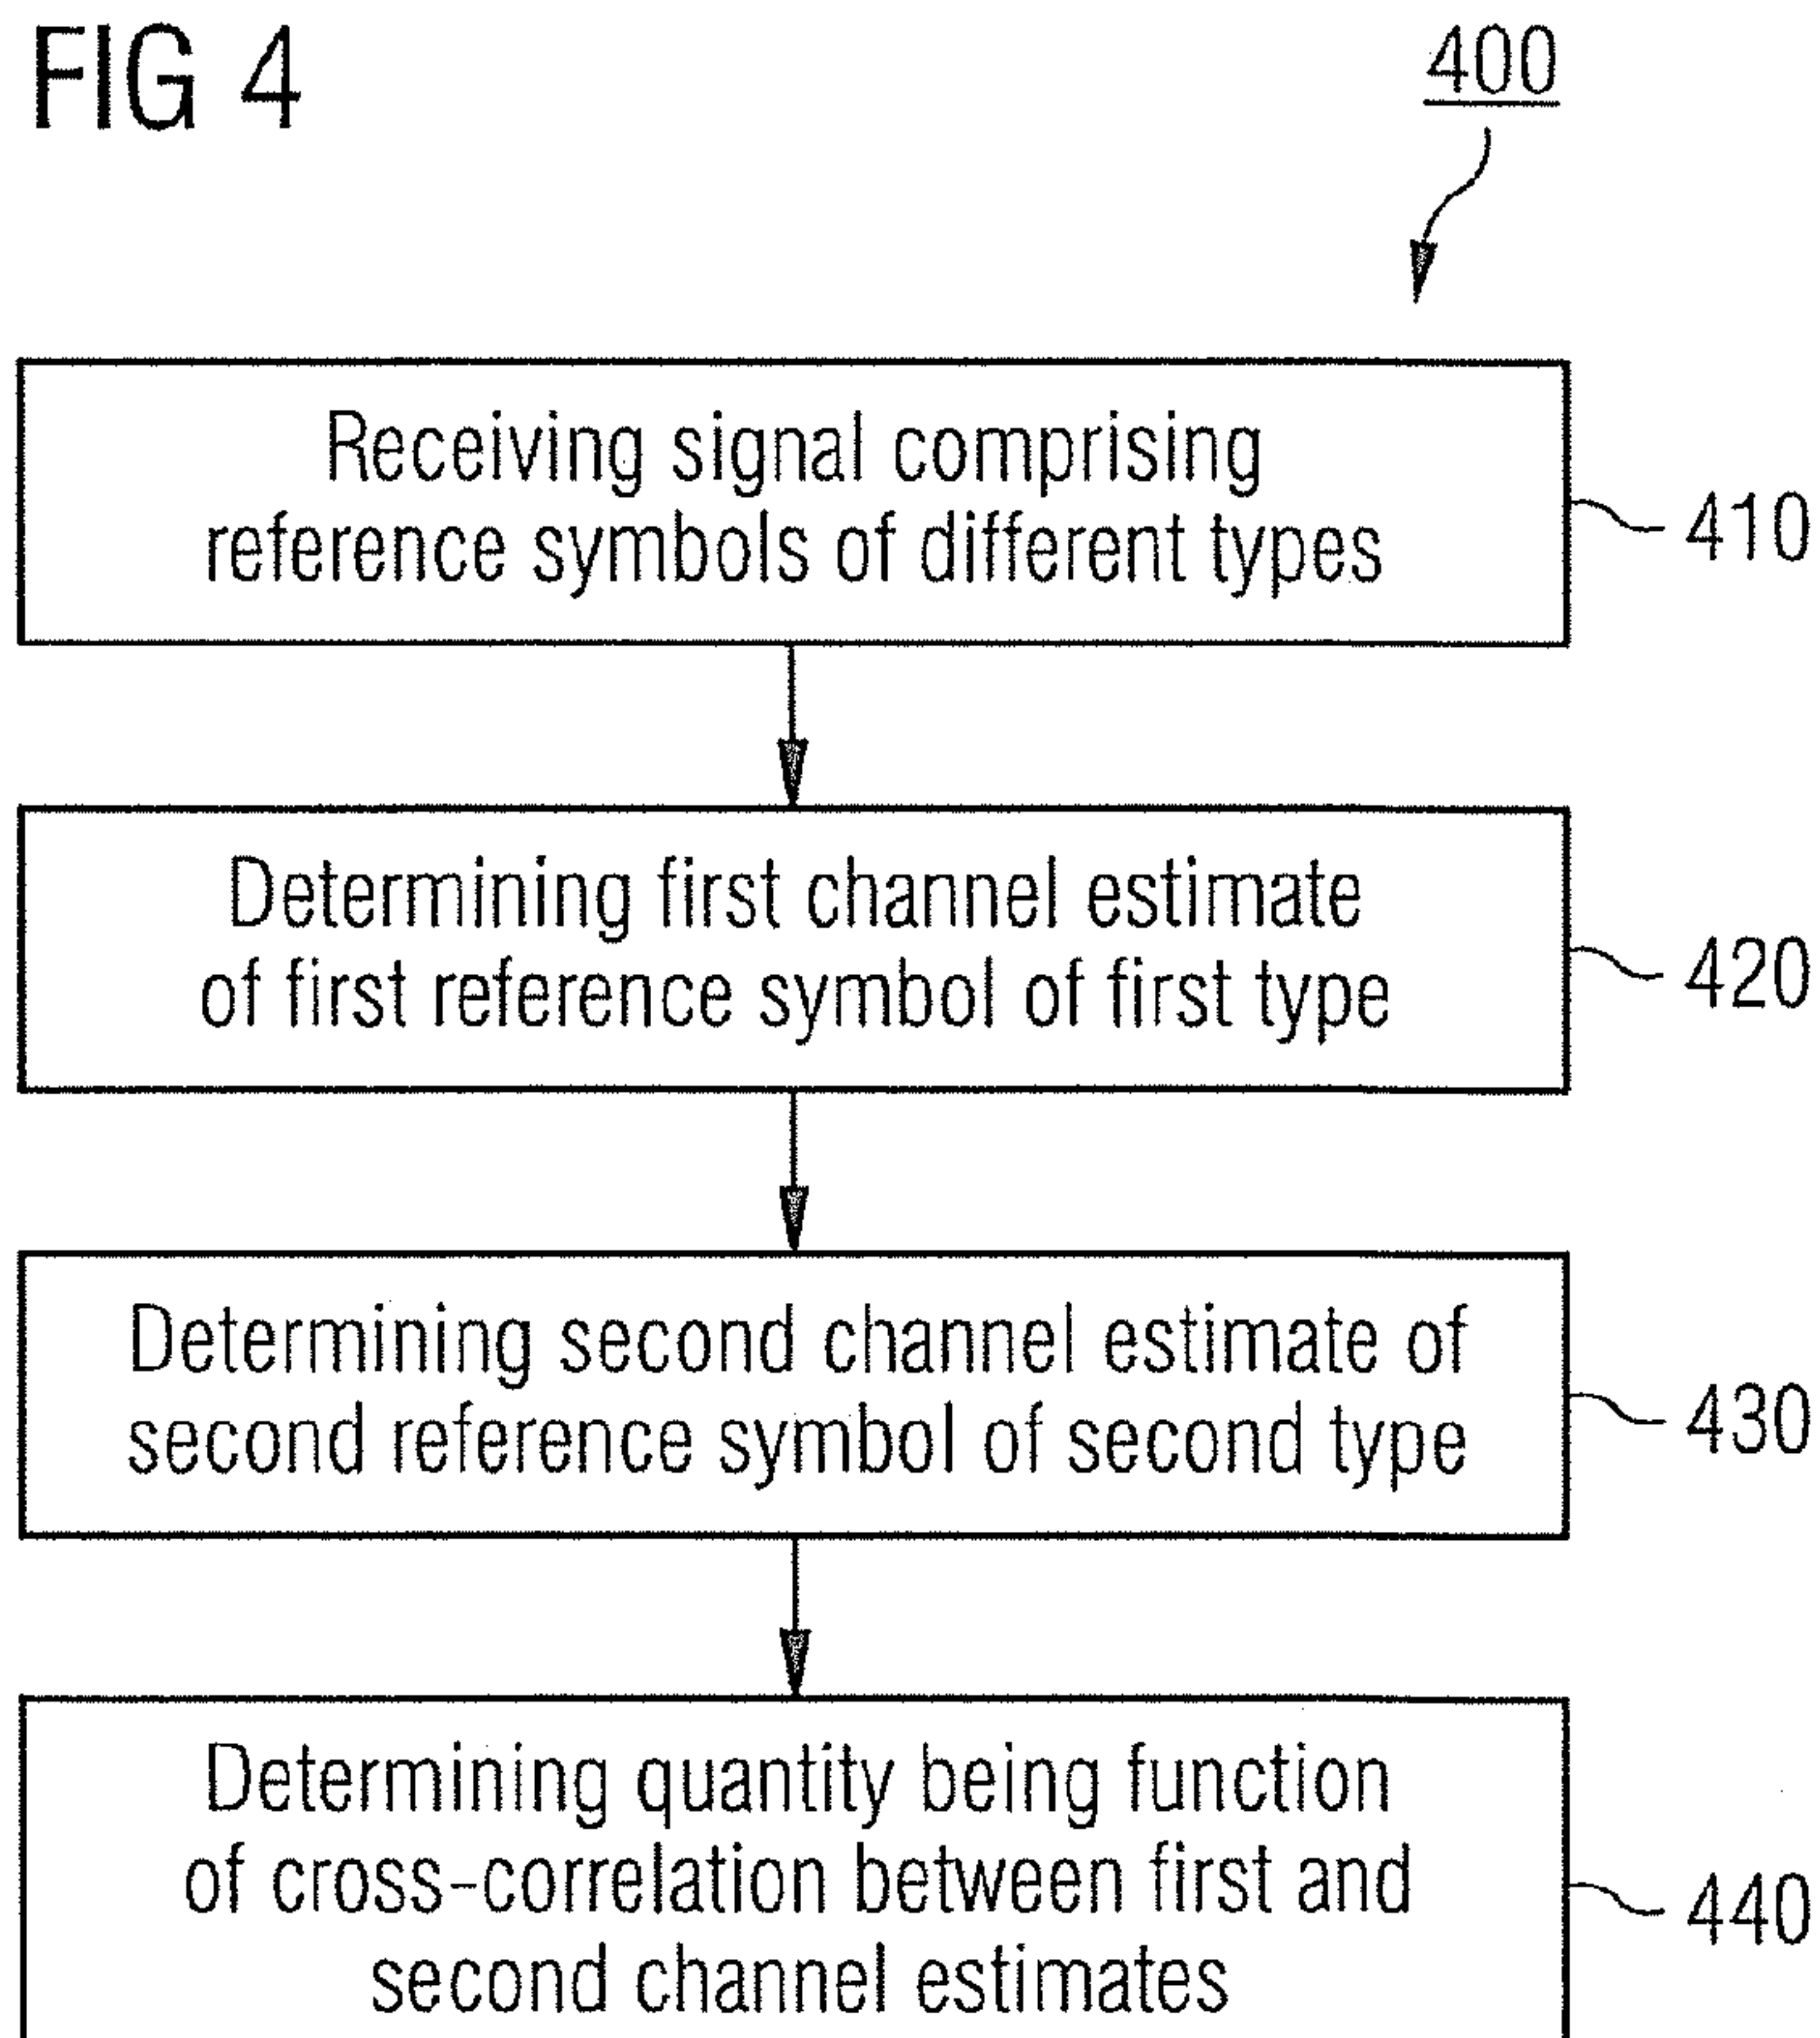 FIG 4
400
Receiving signal comprising
reference symbols of different types
410
Determining first channel estimate
of first reference symbol of first type
420
Determining second channel estimate of
second reference symbol of second type
430
Determining quantity being function
of cross-correlation between first and
second channel estimates
440